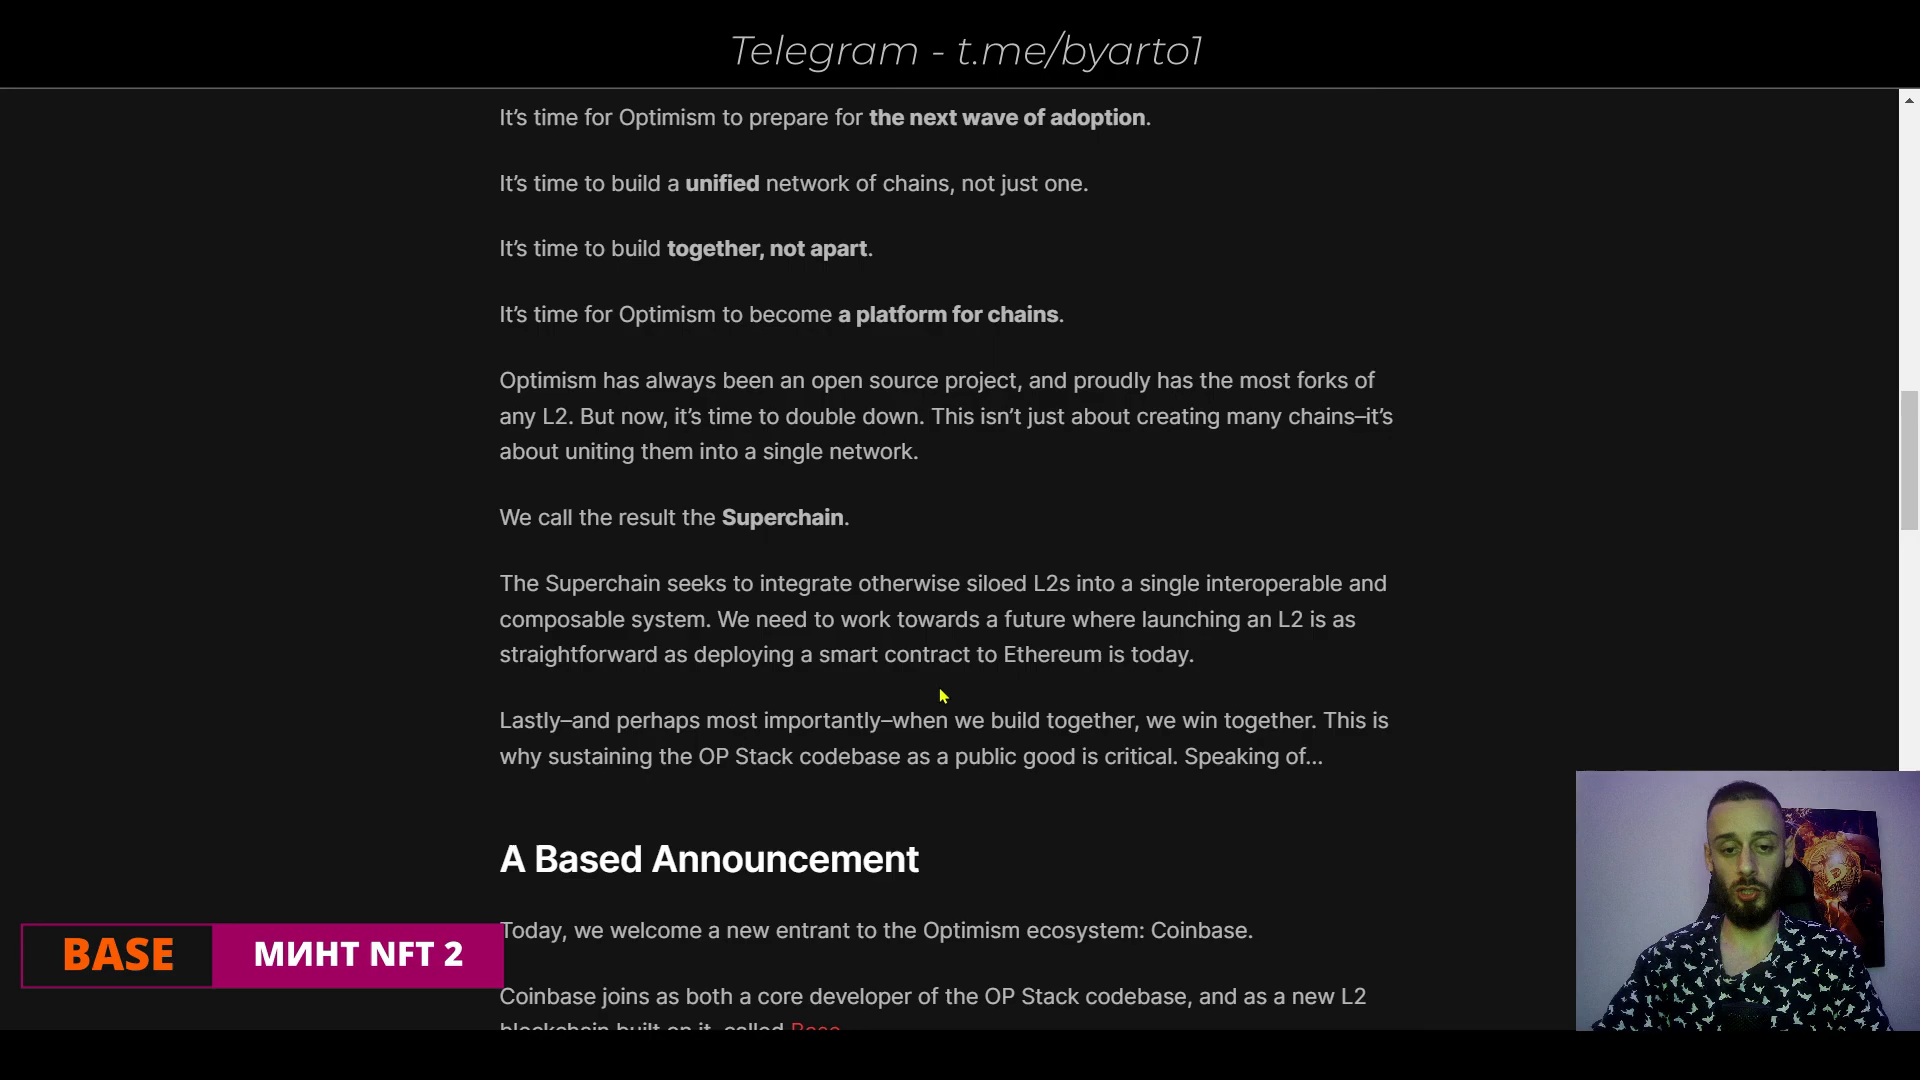 Telegram - t.me/byarto1
It's time for Optimism to prepare for the next wave of adoption.
It's time to build a unified network of chains, not just one.
It's time to build together, not apart.
It's time for Optimism to become a platform for chains.
Optimism has always been an open source project, and proudly has the most forks of
any L2. But now, it's time to double down. This isn't just about creating many chains–it's
about uniting them into a single network.
We call the result the Superchain.
The Superchain seeks to integrate otherwise siloed L2s into a single interoperable and
composable system. We need to work towards a future where launching an L2 is as
straightforward as deploying a smart contract to Ethereum is today.
Lastly–and perhaps most importantly–when we build together, we win together. This is
why sustaining the OP Stack codebase as a public good is critical. Speaking of...
A Based Announcement
Today, we welcome a new entrant to the Optimism ecosystem: Coinbase.
BASE МИНТ NFT 2
Coinbase joins as both a core developer of the OP Stack codebase, and as a new L2
blockchain built on it, called Base